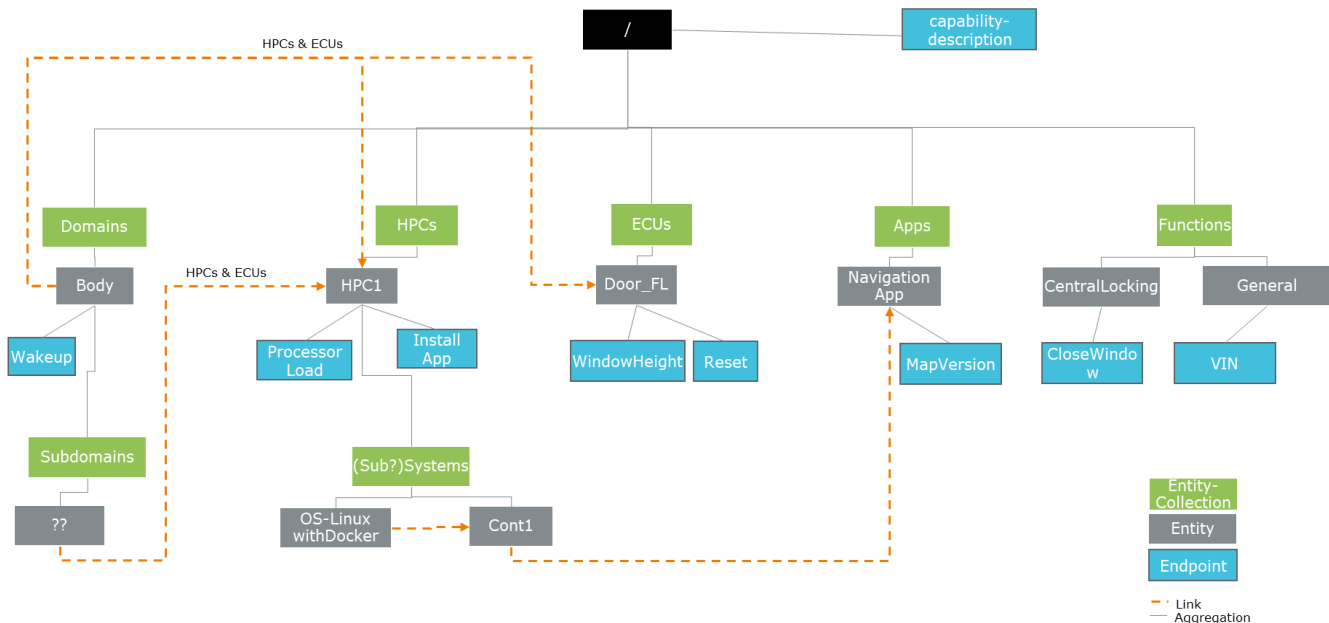 /
capability-
description
HPCs & ECUs
Domains
HPCs
ECUs
Apps
Functions
HPCs & ECUs
Body
HPC1
Door_FL
Navigation
App
CentralLocking
General
Wakeup
Processor
Load
Install
App
WindowHeight
Reset
MapVersion
CloseWindo
w
VIN
Subdomains
(Sub?)Systems
??
OS-Linux
withDocker
Cont1
Entity-
Collection
Entity
Endpoint
Link
Aggregation